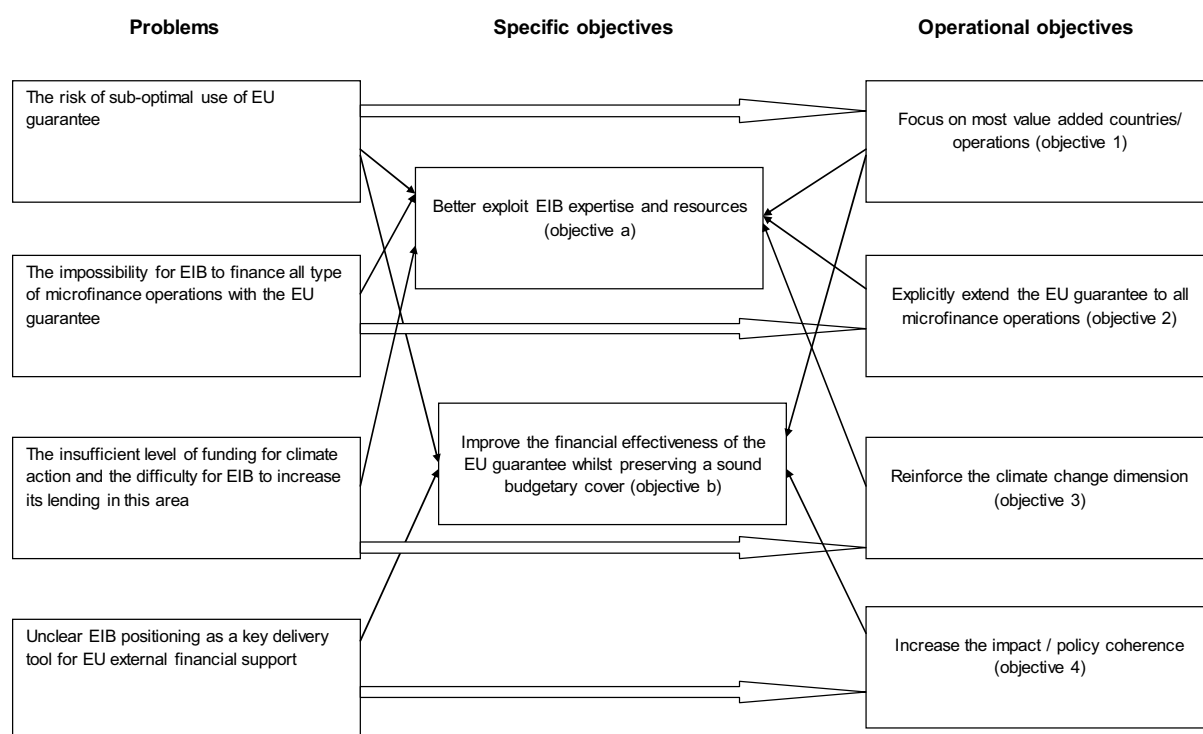 Problems
Specific objectives
Operational objectives
The risk of sub-optimal use of EU
guarantee
The impossibility for EIB to finance all type
of microfinance operations with the EU
guarantee
The insufficient level of funding for climate
action and the difficulty for EIB to increase
its lending in this area
Unclear EIB positioning as a key delivery
tool for EU external financial support
Better exploit EIB expertise and resources
(objective a)
Improve the financial effectiveness of the
EU guarantee whilst preserving a sound
budgetary cover (objective b)
Focus on most value added countries/
operations (objective 1)
Explicitly extend the EU guarantee to all
microfinance operations (objective 2)
Reinforce the climate change dimension
(objective 3)
Increase the impact / policy coherence
(objective 4)